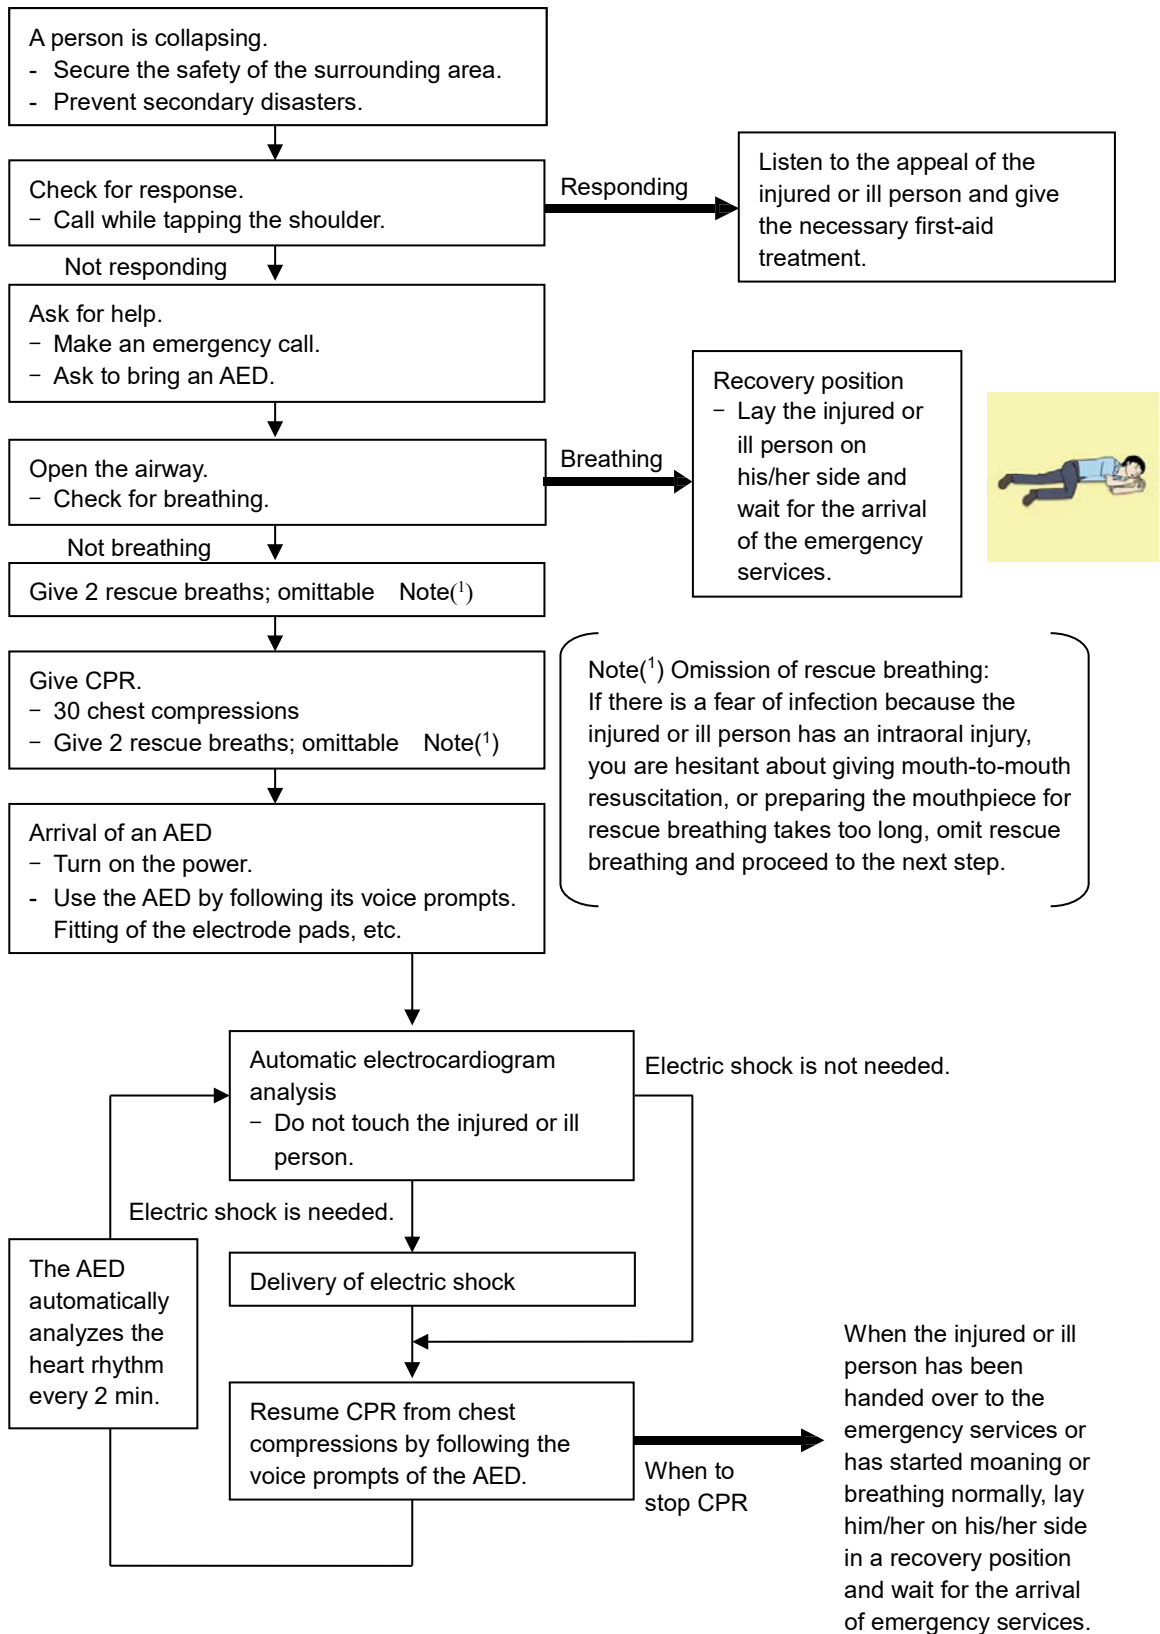 A person is collapsing.
- Secure the safety of the surrounding area.
- Prevent secondary disasters.
Check for response.
− Call while tapping the shoulder.
Responding
Listen to the appeal of the
injured or ill person and give
the necessary first-aid
treatment.
Not responding
Ask for help.
− Make an emergency call.
− Ask to bring an AED.
Open the airway.
− Check for breathing.
Breathing
Recovery position
− Lay the injured or
ill person on
his/her side and
wait for the arrival
of the emergency
services.
Not breathing
Give 2 rescue breaths; omittable Note(¹)
Give CPR.
− 30 chest compressions
− Give 2 rescue breaths; omittable Note(¹)
Note(¹) Omission of rescue breathing:
If there is a fear of infection because the
injured or ill person has an intraoral injury,
you are hesitant about giving mouth-to-mouth
resuscitation, or preparing the mouthpiece for
rescue breathing takes too long, omit rescue
breathing and proceed to the next step.
Arrival of an AED
− Turn on the power.
- Use the AED by following its voice prompts.
Fitting of the electrode pads, etc.
Automatic electrocardiogram
analysis
− Do not touch the injured or ill
person.
Electric shock is not needed.
Electric shock is needed.
Delivery of electric shock
The AED
automatically
analyzes the
heart rhythm
every 2 min.
Resume CPR from chest
compressions by following the
voice prompts of the AED.
When to
stop CPR
When the injured or ill
person has been
handed over to the
emergency services or
has started moaning or
breathing normally, lay
him/her on his/her side
in a recovery position
and wait for the arrival
of emergency services.